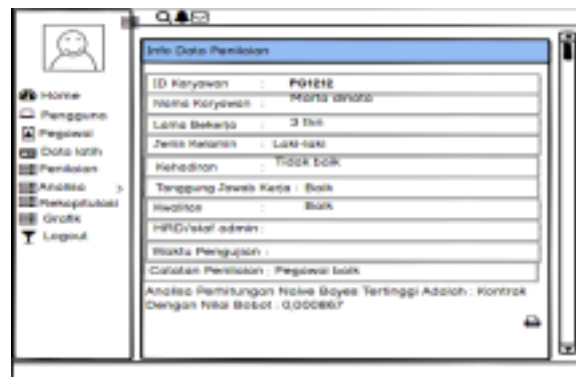 Info Data Penilaian
ID Karyawan : PG1212
Nama Karyawan : Marta dinata
Lama Bekerja : 3 thn
Jenis Kelamin : Laki-laki
Kehadiran : Tidak baik
Tanggung Jawab Kerja : Baik
Kwalitas : Baik
HRD/staf admin :
Waktu Pengujian :
Catatan Penilaian : Pegawai baik
Analisa Perhitungan Naive Bayes Tertinggi Adalah : Kontrak
Dengan Nilai Bobot : 0,000867
Home
Pengguna
Pegawai
Data latih
Penilaian
Analisa >
Rekapitulasi
Grafik
Logout